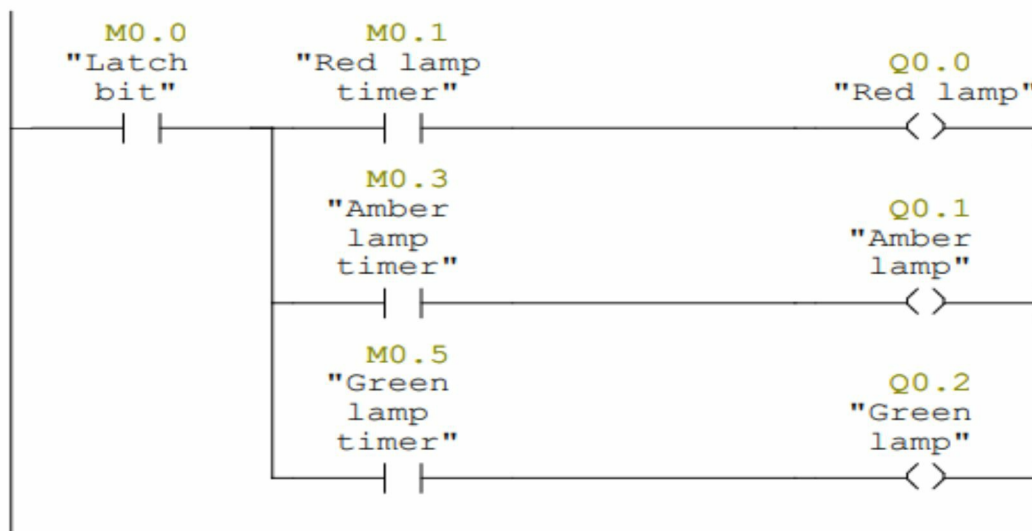 M0.0
"Latch
bit"
M0.1
"Red lamp
timer"
Q0.0
"Red lamp"
M0.3
"Amber
lamp
timer"
Q0.1
"Amber
lamp"
M0.5
"Green
lamp
timer"
Q0.2
"Green
lamp"